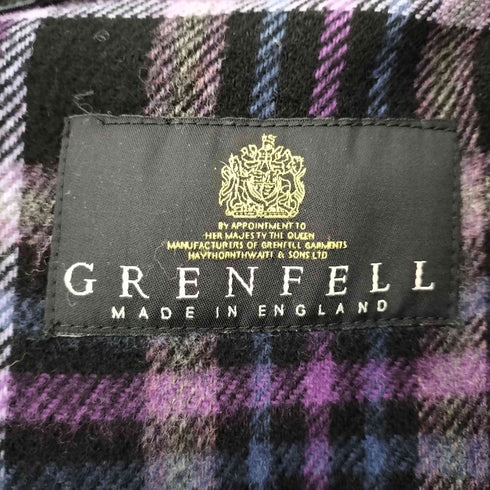 BY APPOINTMENT TO
HER MAJESTY THE QUEEN
MANUFACTURERS OF GRENFELL GARMENTS
HAYTHORNTHWAITE & SONS LTD
GRENFELL
MADE IN ENGLAND